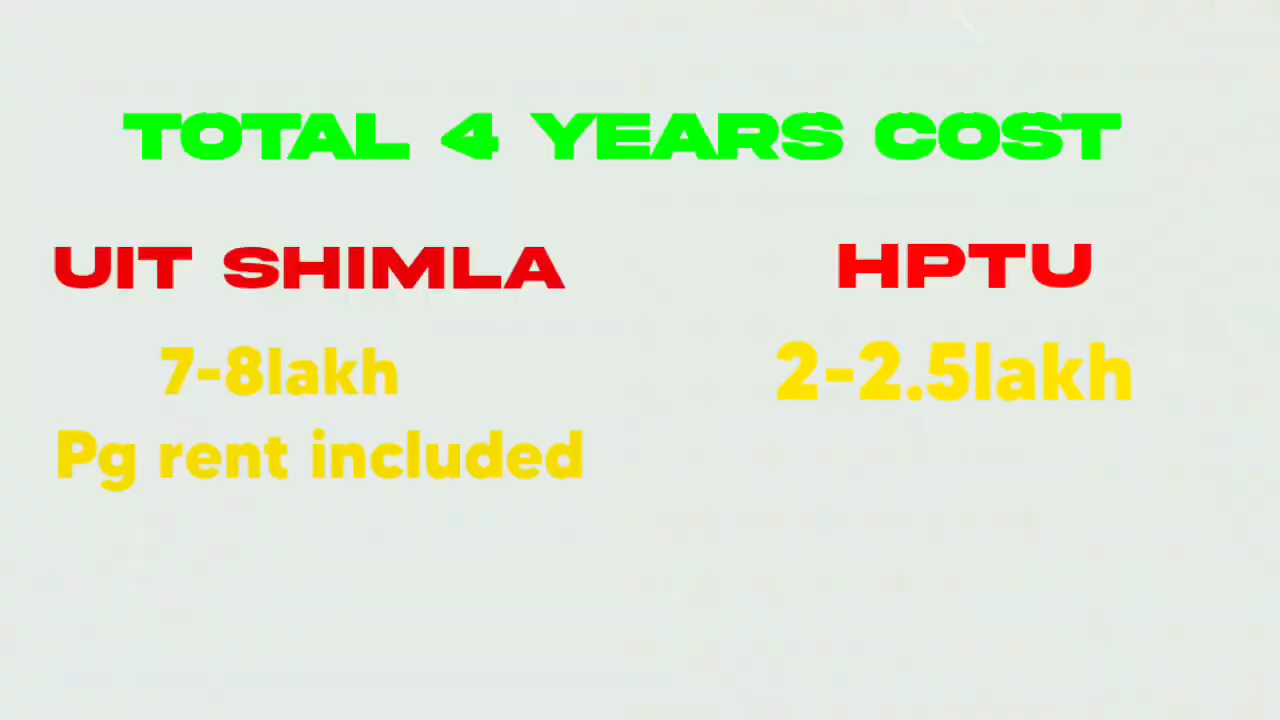 TOTAL 4 YEARS COST
UIT SHIMLA
HPTU
7-8lakh
2-2.5lakh
Pg rent included